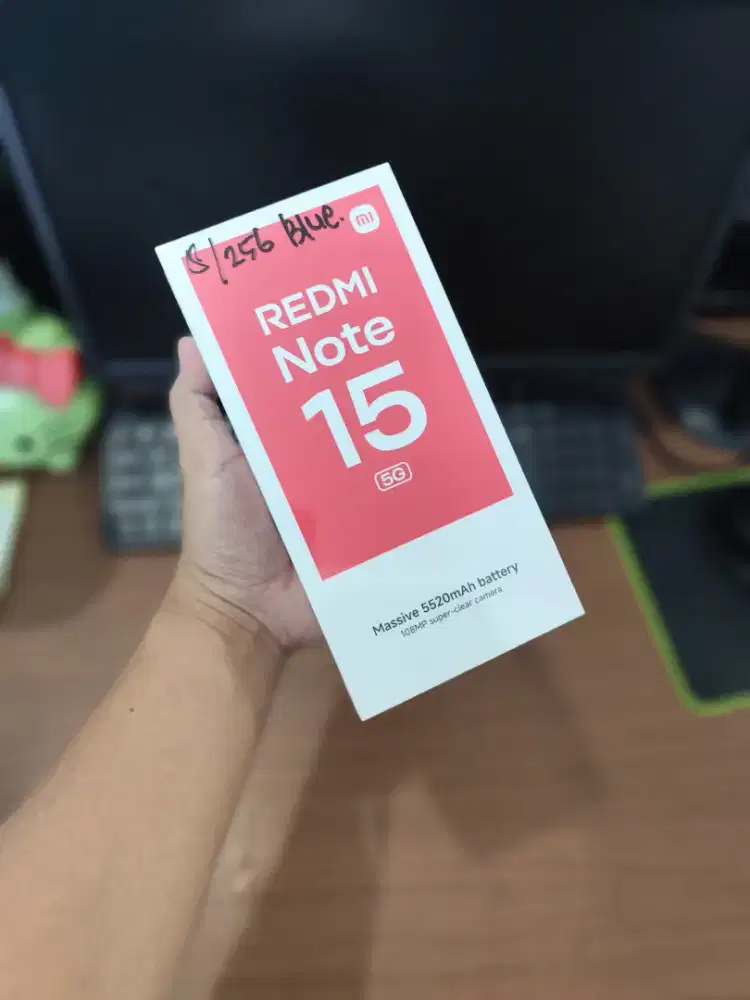 8/256 Blue.
mi
REDMI
Note
15
5G
Massive 5520mAh battery
108MP super-clear camera